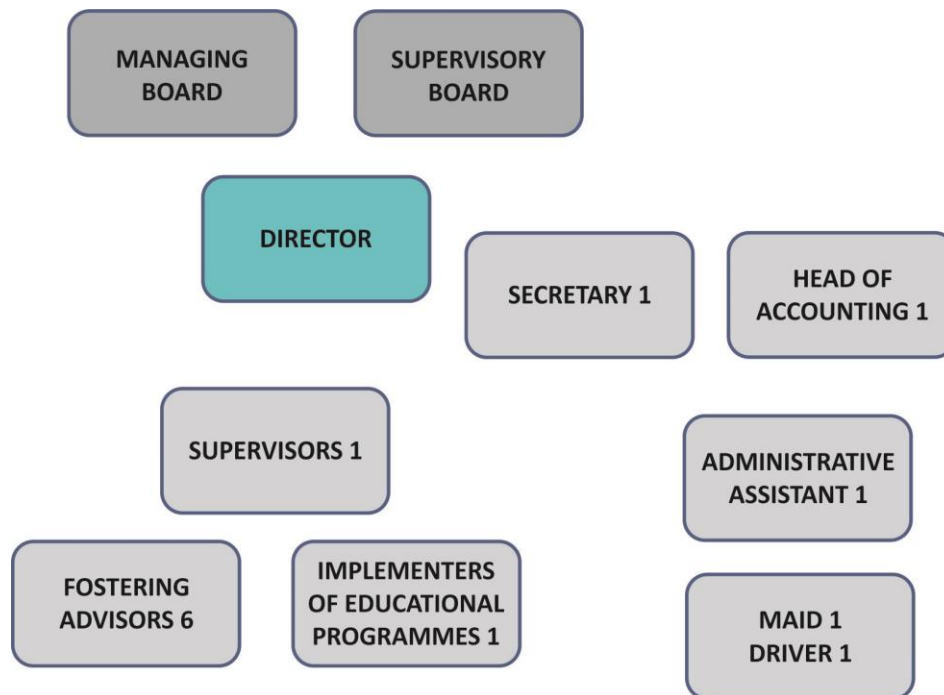 MANAGING
BOARD
SUPERVISORY
BOARD
DIRECTOR
SECRETARY 1
HEAD OF
ACCOUNTING 1
SUPERVISORS 1
ADMINISTRATIVE
ASSISTANT 1
FOSTERING
ADVISORS 6
IMPLEMENTERS
OF EDUCATIONAL
PROGRAMMES 1
MAID 1
DRIVER 1